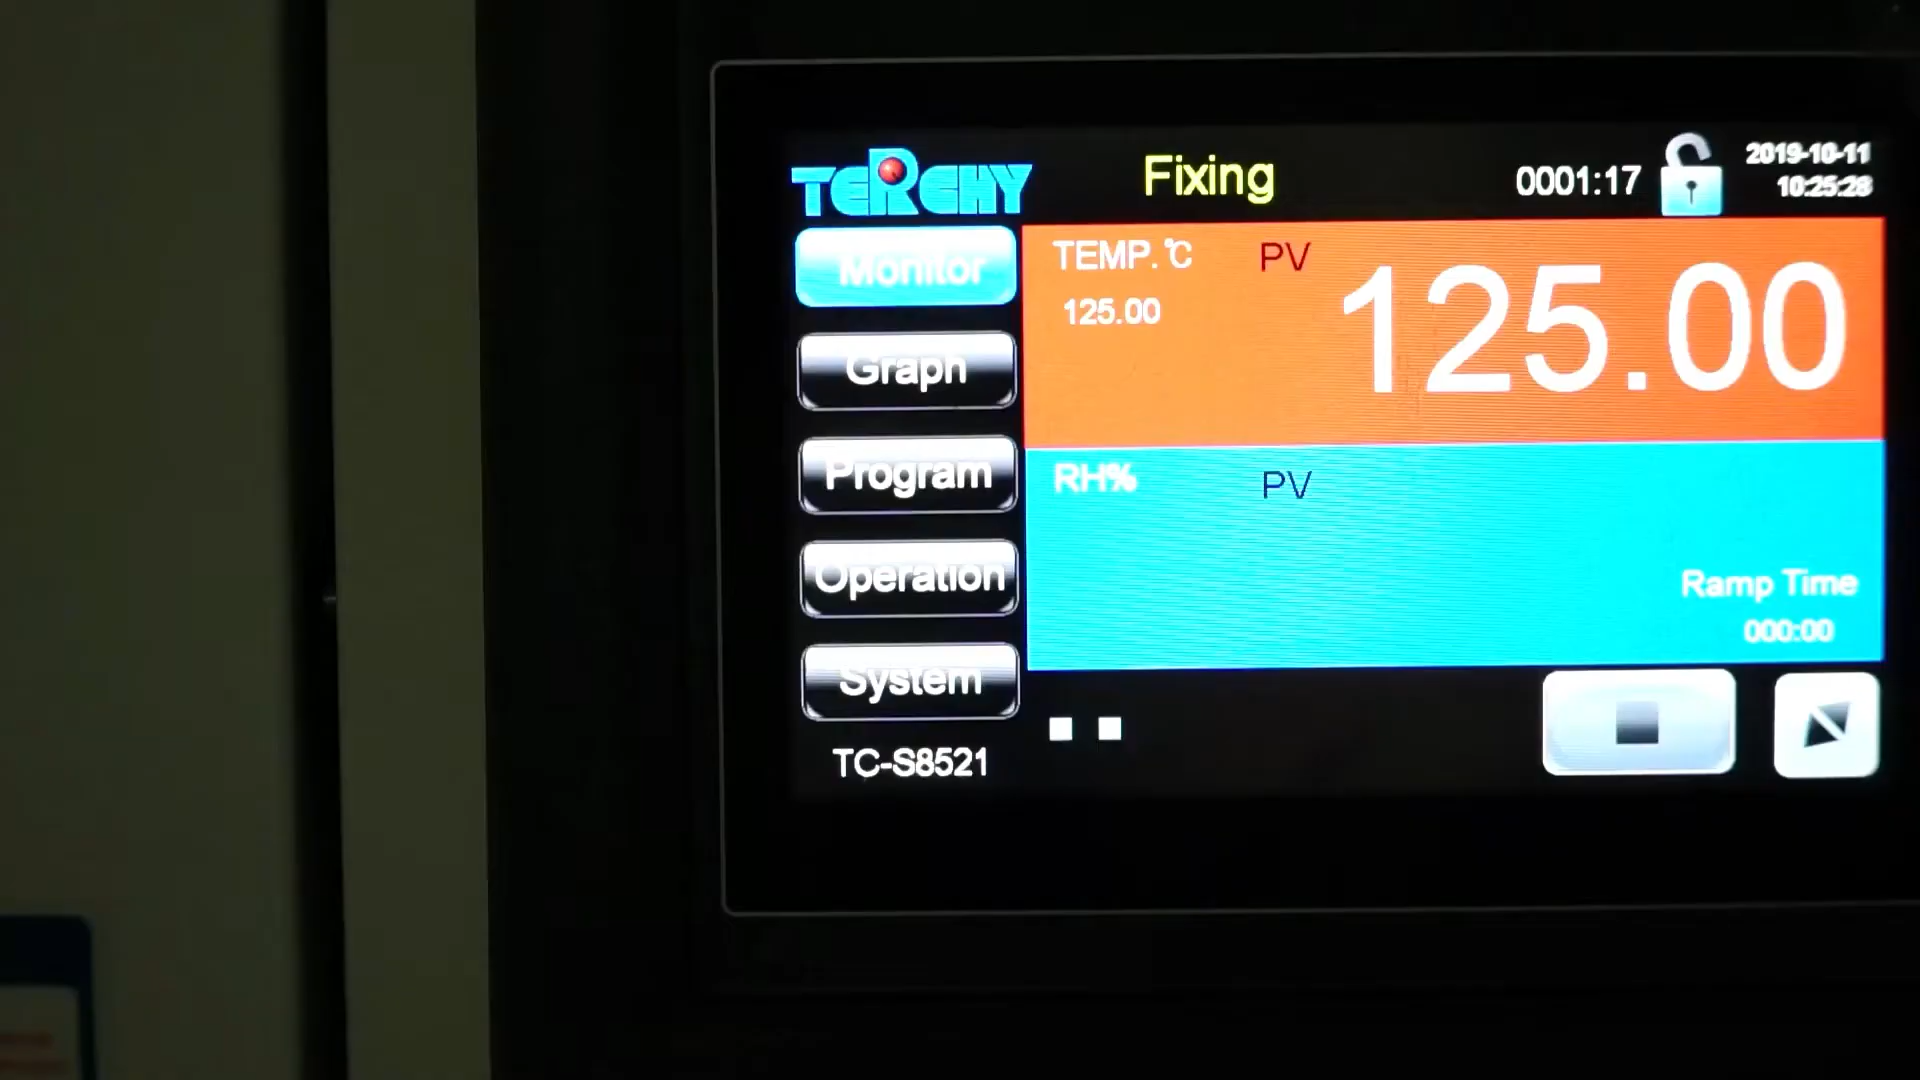 TERCHY
Fixing
0001:17
2019-10-11
10:25:28
Monitor
TEMP.℃
PV
125.00
125.00
Graph
Program
RH%
PV
Operation
Ramp Time
000:00
System
TC-S8521